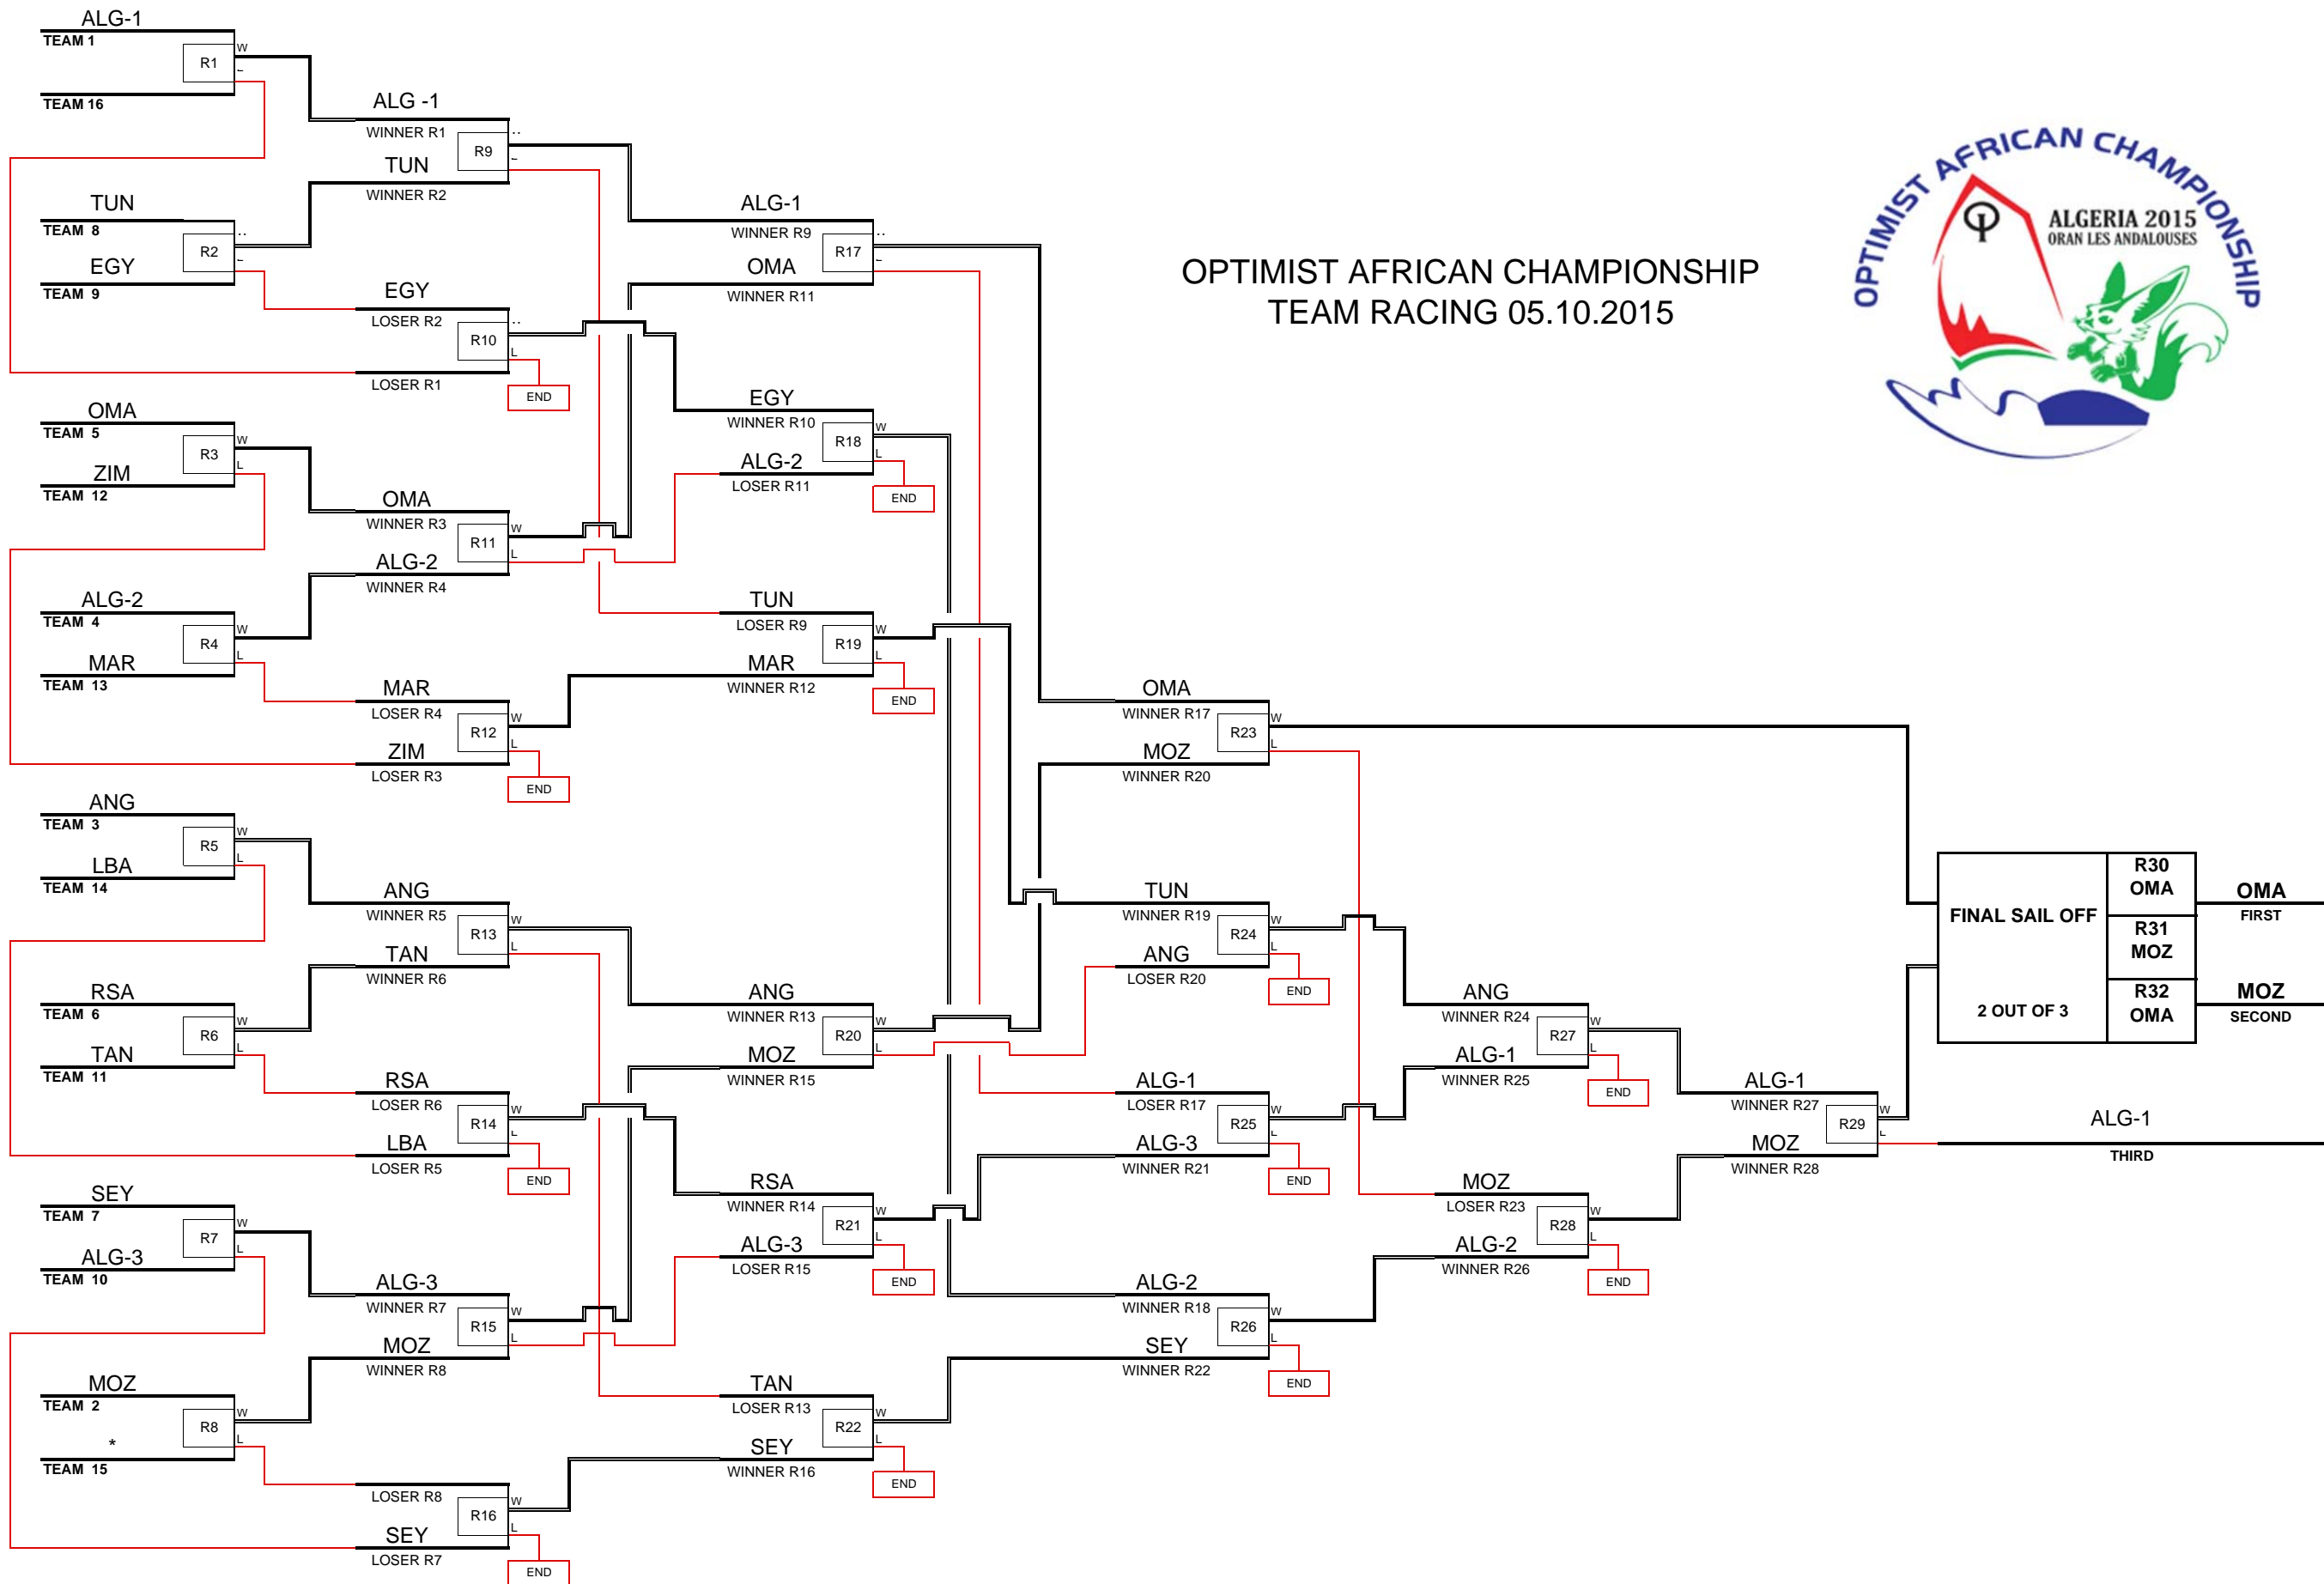 ALG-1
TEAM 1
R1
W
L
TEAM 16
TUN
TEAM 8
R2
L
EGY
TEAM 9
OMA
TEAM 5
R3
W
L
ZIM
TEAM 12
ALG-2
TEAM 4
R4
W
L
MAR
TEAM 13
ANG
TEAM 3
R5
W
L
LBA
TEAM 14
RSA
TEAM 6
R6
W
L
TAN
TEAM 11
SEY
TEAM 7
R7
W
L
ALG-3
TEAM 10
MOZ
TEAM 2
R8
W
L
*
TEAM 15
ALG -1
WINNER R1
R9
L
TUN
WINNER R2
EGY
LOSER R2
R10
L
LOSER R1
END
OMA
WINNER R3
R11
W
L
ALG-2
WINNER R4
MAR
LOSER R4
R12
W
L
ZIM
LOSER R3
END
ANG
WINNER R5
R13
W
L
TAN
WINNER R6
RSA
LOSER R6
R14
W
L
LBA
LOSER R5
END
ALG-3
WINNER R7
R15
W
L
MOZ
WINNER R8
LOSER R8
R16
W
L
SEY
LOSER R7
END
ALG-1
WINNER R9
R17
L
OMA
WINNER R11
EGY
WINNER R10
R18
W
L
ALG-2
LOSER R11
END
TUN
LOSER R9
R19
W
L
MAR
WINNER R12
END
ANG
WINNER R13
R20
W
L
MOZ
WINNER R15
RSA
WINNER R14
R21
W
L
ALG-3
LOSER R15
END
TAN
LOSER R13
R22
W
L
SEY
WINNER R16
END
OPTIMIST AFRICAN CHAMPIONSHIP
TEAM RACING 05.10.2015
OPTIMIST AFRICAN CHAMPIONSHIP
ALGERIA 2015
ORAN LES ANDALOUSES
OMA
WINNER R17
R23
W
L
MOZ
WINNER R20
TUN
WINNER R19
R24
W
L
ANG
LOSER R20
END
ALG-1
LOSER R17
R25
W
L
ALG-3
WINNER R21
END
ALG-2
WINNER R18
R26
W
L
SEY
WINNER R22
END
ANG
WINNER R24
R27
W
L
ALG-1
WINNER R25
END
MOZ
LOSER R23
R28
W
L
ALG-2
WINNER R26
END
ALG-1
WINNER R27
R29
W
L
MOZ
WINNER R28
FINAL SAIL OFF
2 OUT OF 3
R30
OMA
R31
MOZ
R32
OMA
OMA
FIRST
MOZ
SECOND
ALG-1
THIRD